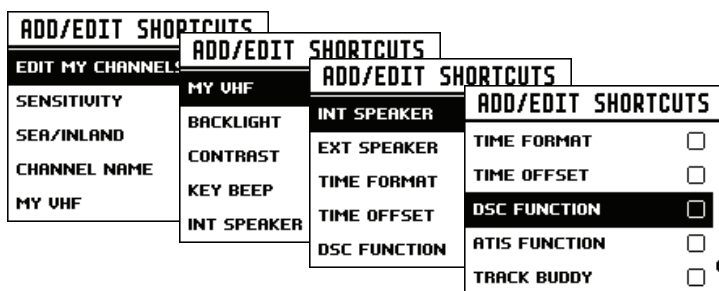 ADD/EDIT SHORTCUTS
EDIT MY CHANNELS
SENSITIVITY
SEA/INLAND
CHANNEL NAME
MY VHF
ADD/EDIT SHORTCUTS
MY VHF
BACKLIGHT
CONTRAST
KEY BEEP
INT SPEAKER
ADD/EDIT SHORTCUTS
INT SPEAKER
EXT SPEAKER
TIME FORMAT
TIME OFFSET
DSC FUNCTION
ADD/EDIT SHORTCUTS
TIME FORMAT
TIME OFFSET
DSC FUNCTION
ATIS FUNCTION
TRACK BUDDY